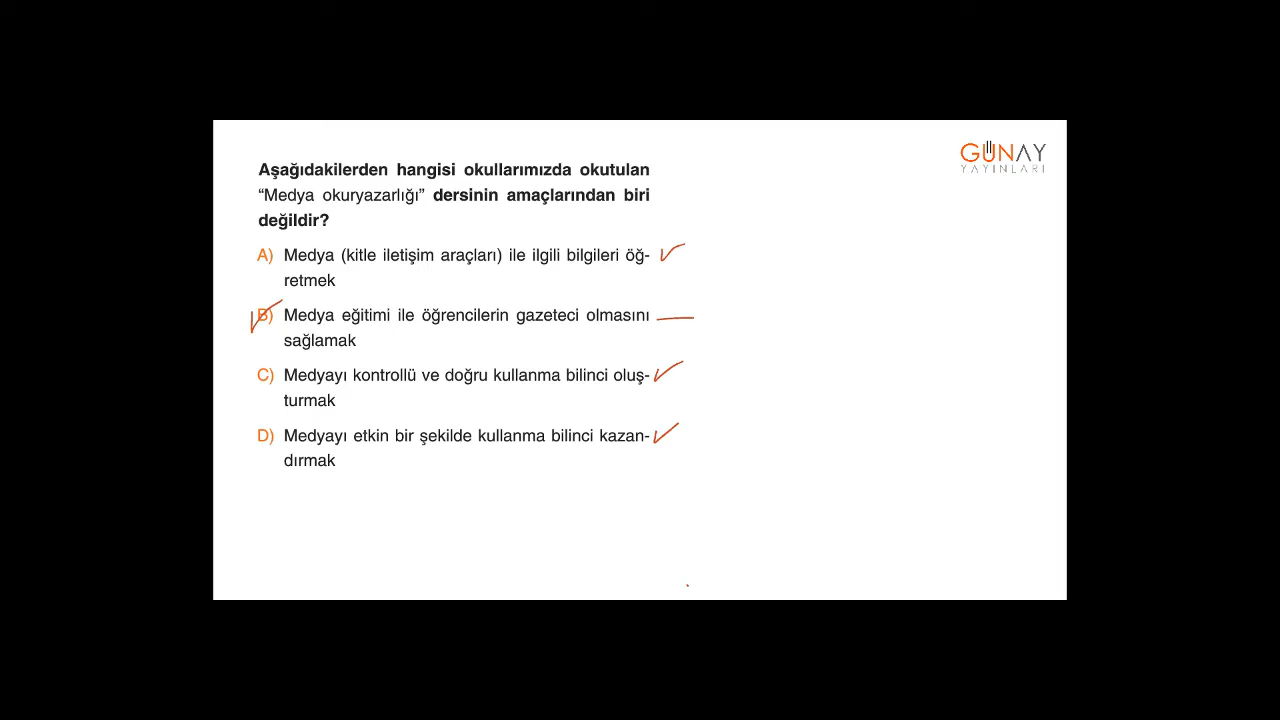 GÜNAY
YAYINLARI
Aşağıdakilerden hangisi okullarımızda okutulan
“Medya okuryazarlığı” dersinin amaçlarından biri
değildir?
A) Medya (kitle iletişim araçları) ile ilgili bilgileri öğ-
retmek
B) Medya eğitimi ile öğrencilerin gazeteci olmasını
sağlamak
C) Medyayı kontrollü ve doğru kullanma bilinci oluş-
turmak
D) Medyayı etkin bir şekilde kullanma bilinci kazan-
dırmak